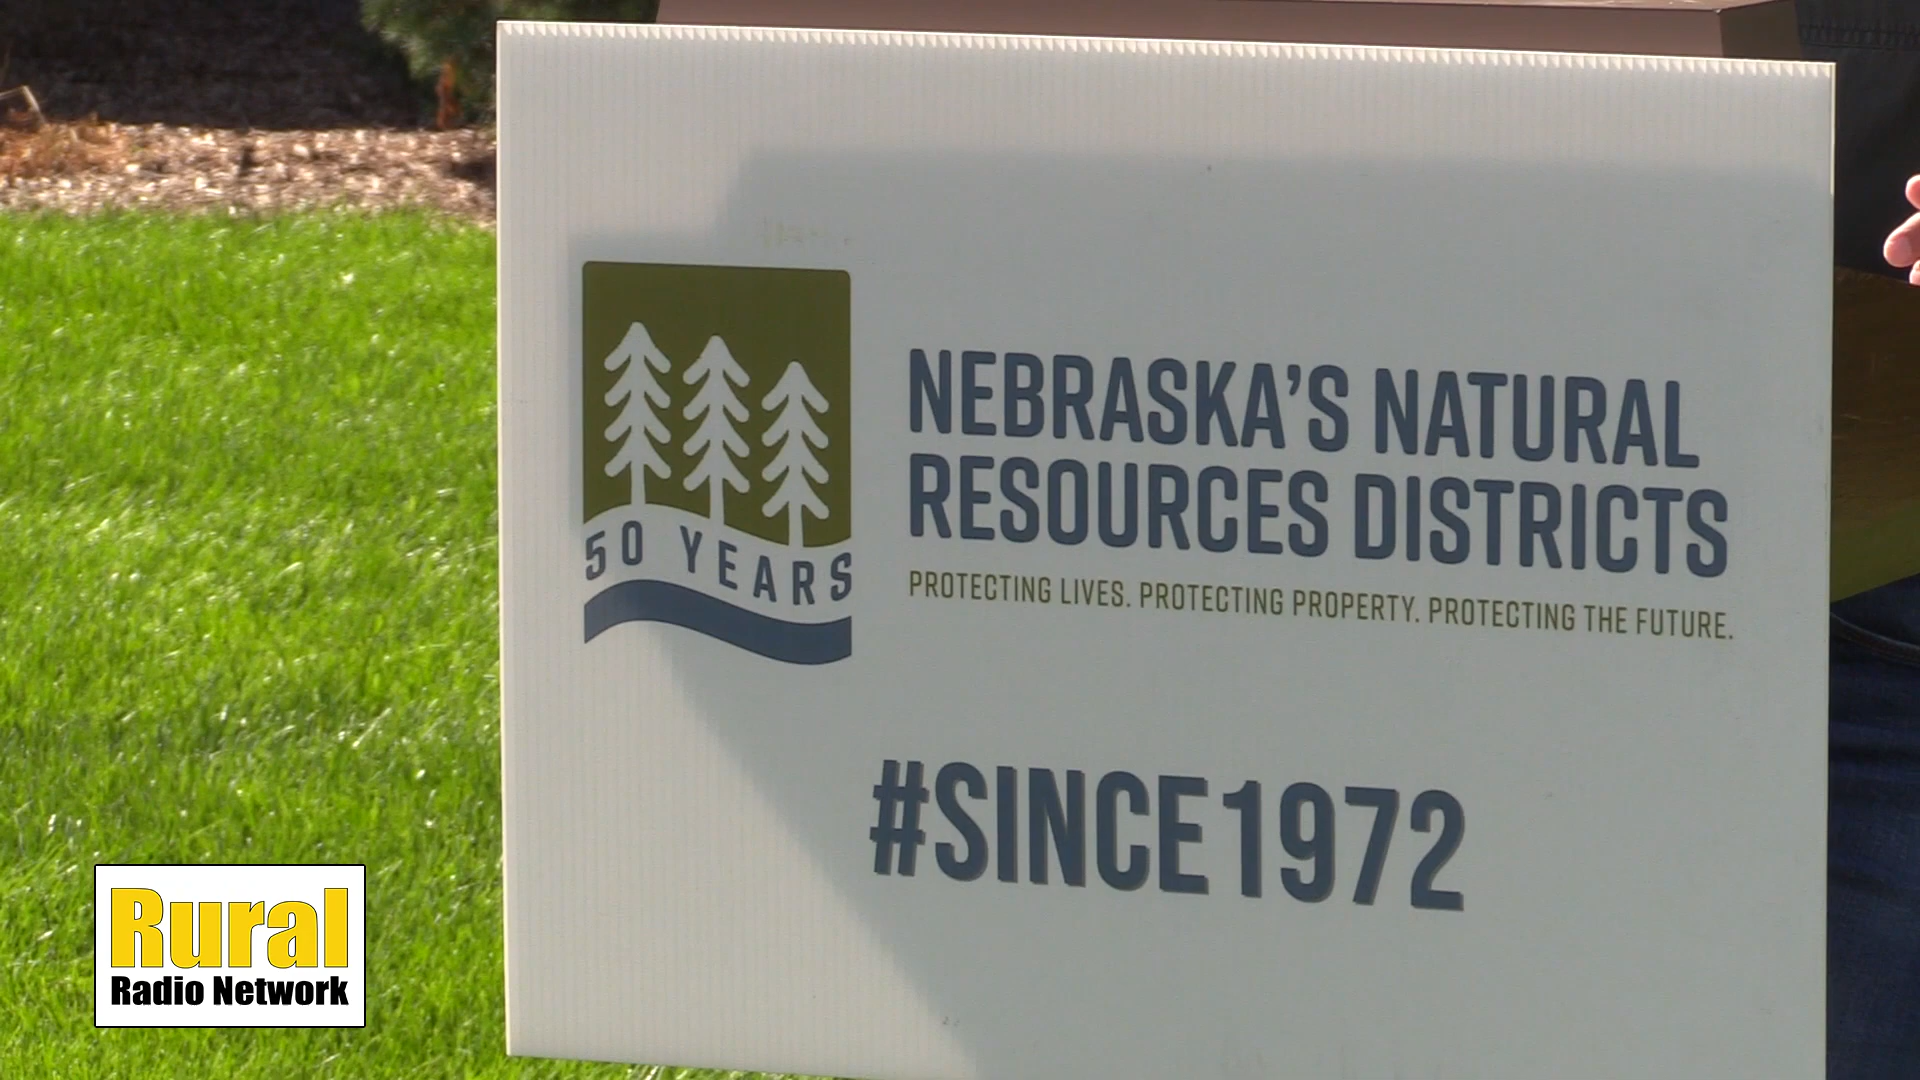 50 YEARS
NEBRASKA'S NATURAL
RESOURCES DISTRICTS
PROTECTING LIVES. PROTECTING PROPERTY. PROTECTING THE FUTURE.
#SINCE1972
Rural
Radio Network